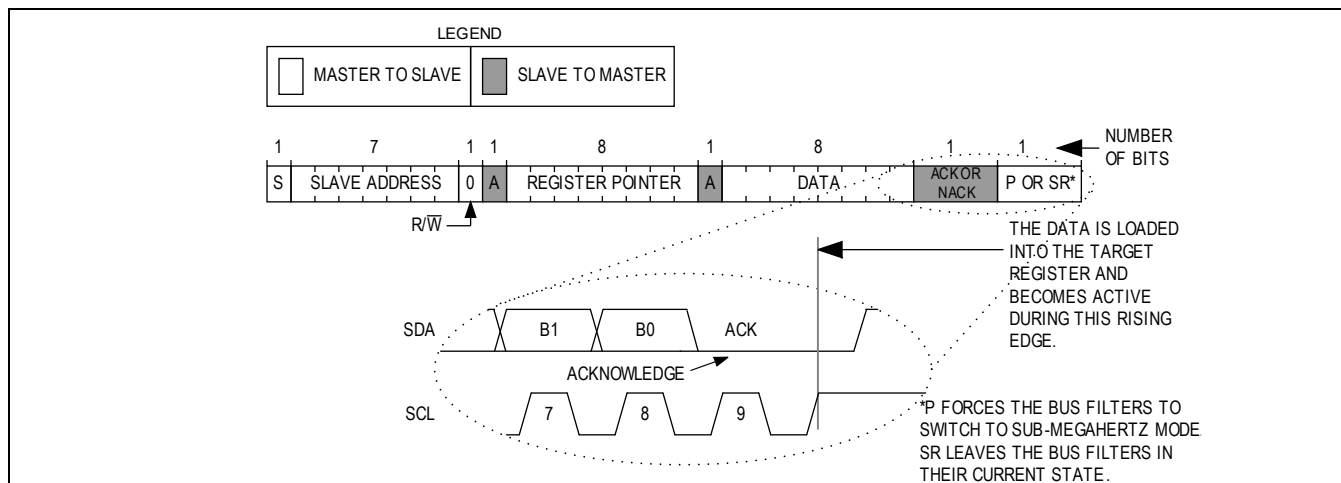 LEGEND
MASTER TO SLAVE
SLAVE TO MASTER
1 7 1 1 8 1 8 1 1
NUMBER
OF BITS
S SLAVE ADDRESS 0 A REGISTER POINTER A DATA ACK OR NACK P OR SR*
R/W̅
THE DATA IS LOADED
INTO THE TARGET
REGISTER AND
BECOMES ACTIVE
DURING THIS RISING
EDGE.
SDA B1 B0 ACK
ACKNOWLEDGE
SCL 7 8 9
*P FORCES THE BUS FILTERS TO
SWITCH TO SUB-MEGAHERTZ MODE.
SR LEAVES THE BUS FILTERS IN
THEIR CURRENT STATE.